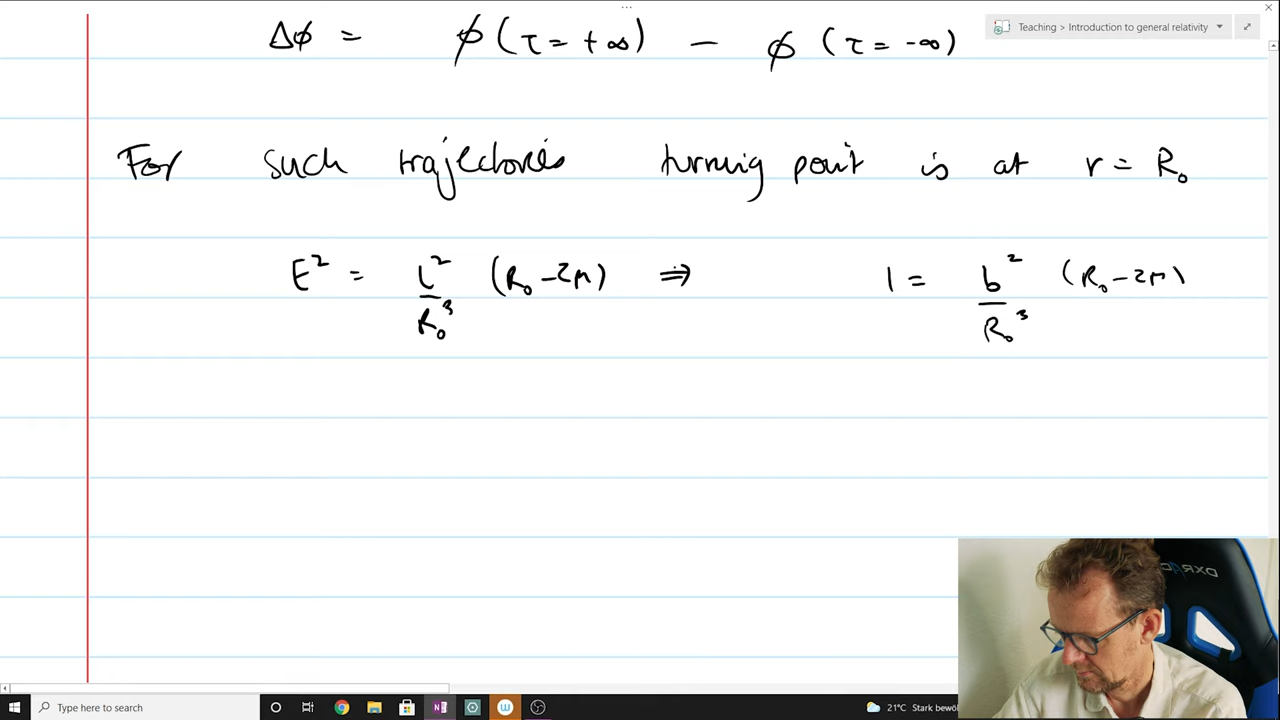 Teaching > Introduction to general relativity
Δφ = φ (τ = +∞) − φ (τ = -∞)
For such trajectories turning point is at r = R₀
E² = l²/R₀³ (R₀ - 2M) ⇒ 1 = b²/R₀³ (R₀ - 2M)
DXRAC
Type here to search
21°C Stark bewöl